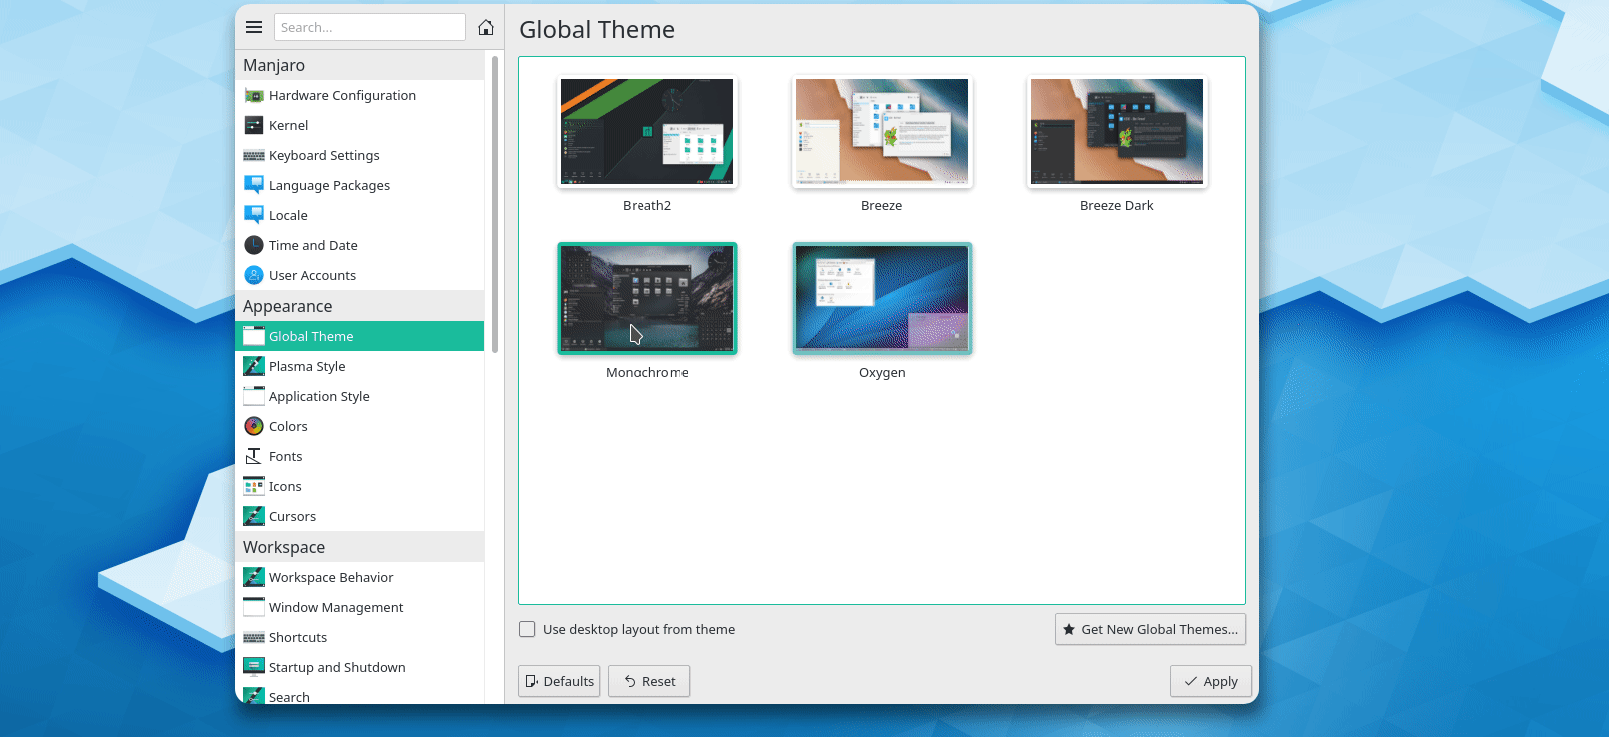 Search...
Manjaro
Hardware Configuration
Kernel
Keyboard Settings
Language Packages
Locale
Time and Date
User Accounts
Appearance
Global Theme
Plasma Style
Application Style
Colors
Fonts
Icons
Cursors
Workspace
Workspace Behavior
Window Management
Shortcuts
Startup and Shutdown
Search
Global Theme
Breath2
Breeze
Breeze Dark
Monochrome
Oxygen
Use desktop layout from theme
Get New Global Themes...
Defaults
Reset
Apply